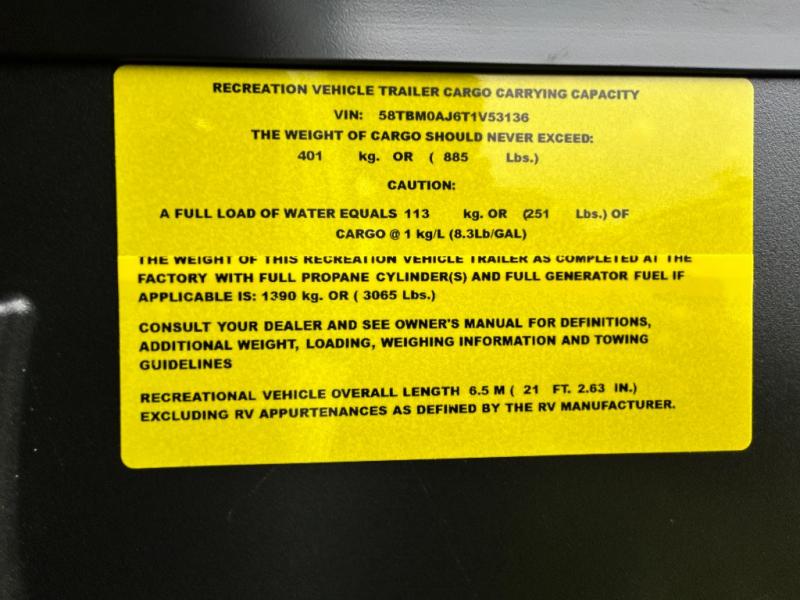 RECREATION VEHICLE TRAILER CARGO CARRYING CAPACITY
VIN: 58TBM0AJ6T1V53136
THE WEIGHT OF CARGO SHOULD NEVER EXCEED:
401 kg. OR ( 885 Lbs.)
CAUTION:
A FULL LOAD OF WATER EQUALS 113 kg. OR (251 Lbs.) OF
CARGO @ 1 kg/L (8.3Lb/GAL)
THE WEIGHT OF THIS RECREATION VEHICLE TRAILER AS COMPLETED AT THE
FACTORY WITH FULL PROPANE CYLINDER(S) AND FULL GENERATOR FUEL IF
APPLICABLE IS: 1390 kg. OR ( 3065 Lbs.)
CONSULT YOUR DEALER AND SEE OWNER'S MANUAL FOR DEFINITIONS,
ADDITIONAL WEIGHT, LOADING, WEIGHING INFORMATION AND TOWING
GUIDELINES
RECREATIONAL VEHICLE OVERALL LENGTH 6.5 M ( 21 FT. 2.63 IN.)
EXCLUDING RV APPURTENANCES AS DEFINED BY THE RV MANUFACTURER.